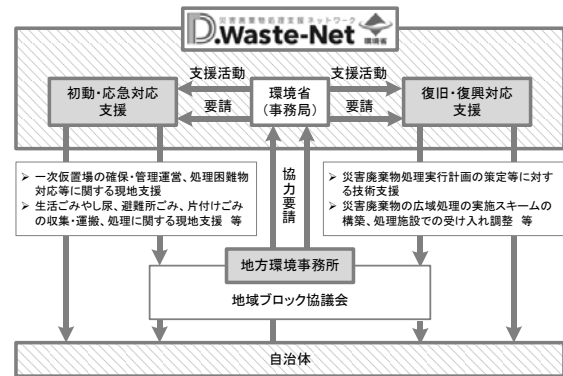 災害廃棄物処理支援ネットワーク
D.Waste-Net
環境省
支援活動
支援活動
初動・応急対応
支援
環境省
（事務局）
復旧・復興対応
支援
要請
要請
➢ 一次仮置場の確保・管理運営、処理困難物
対応等に関する現地支援
➢ 生活ごみやし尿、避難所ごみ、片付けごみ
の収集・運搬、処理に関する現地支援 等
協力要請
➢ 災害廃棄物処理実行計画の策定等に対す
る技術支援
➢ 災害廃棄物の広域処理の実施スキームの
構築、処理施設での受け入れ調整 等
地方環境事務所
地域ブロック協議会
自治体